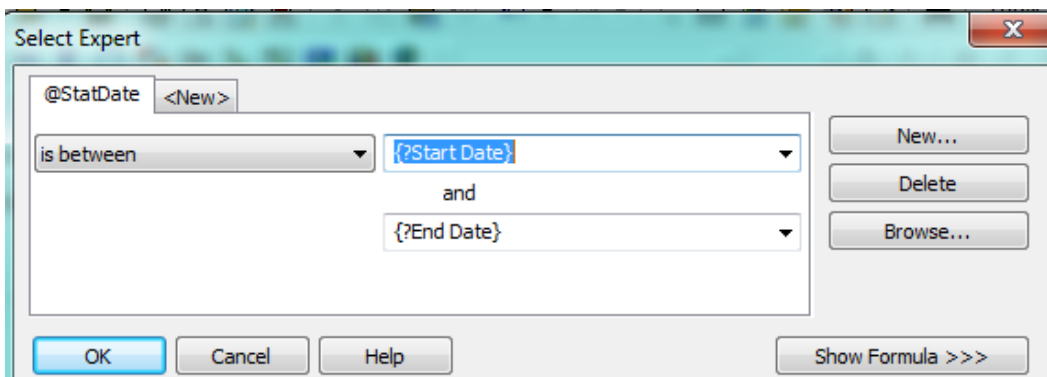 Select Expert
@StatDate <New>
is between {?Start Date}
and
{?End Date}
New...
Delete
Browse...
OK Cancel Help Show Formula >>>